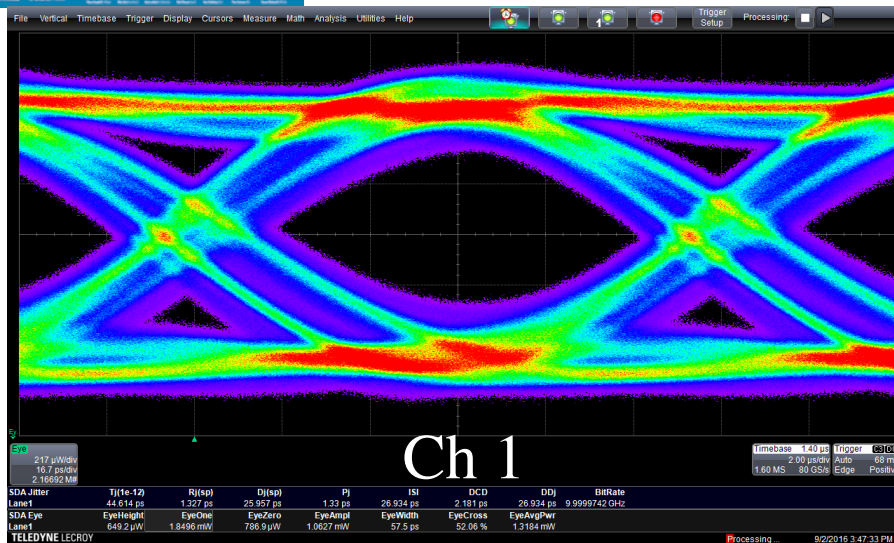 File Vertical Timebase Trigger Display Cursors Measure Math Analysis Utilities Help 1 Trigger Setup Processing:
Ch 1
Eye
217 µW/div
16.7 ps/div
2.16692 M#
Timebase 1.40 µs
2.00 µs/div
1.60 MS 80 GS/s
Trigger C3
Auto 68 m
Edge Positiv
SDA Jitter Tj(1e-12) Rj(sp) Dj(sp) Pj ISI DCD DDj BitRate
Lane1 44.614 ps 1.327 ps 25.957 ps 1.33 ps 26.934 ps 2.181 ps 26.934 ps 9.9999742 GHz
SDA Eye EyeHeight EyeOne EyeZero EyeAmpl EyeWidth EyeCross EyeAvgPwr
Lane1 649.2 µW 1.8496 mW 786.9 µW 1.0627 mW 57.5 ps 52.06 % 1.3184 mW
TELEDYNE LECROY Processing ... 9/2/2016 3:47:33 PM